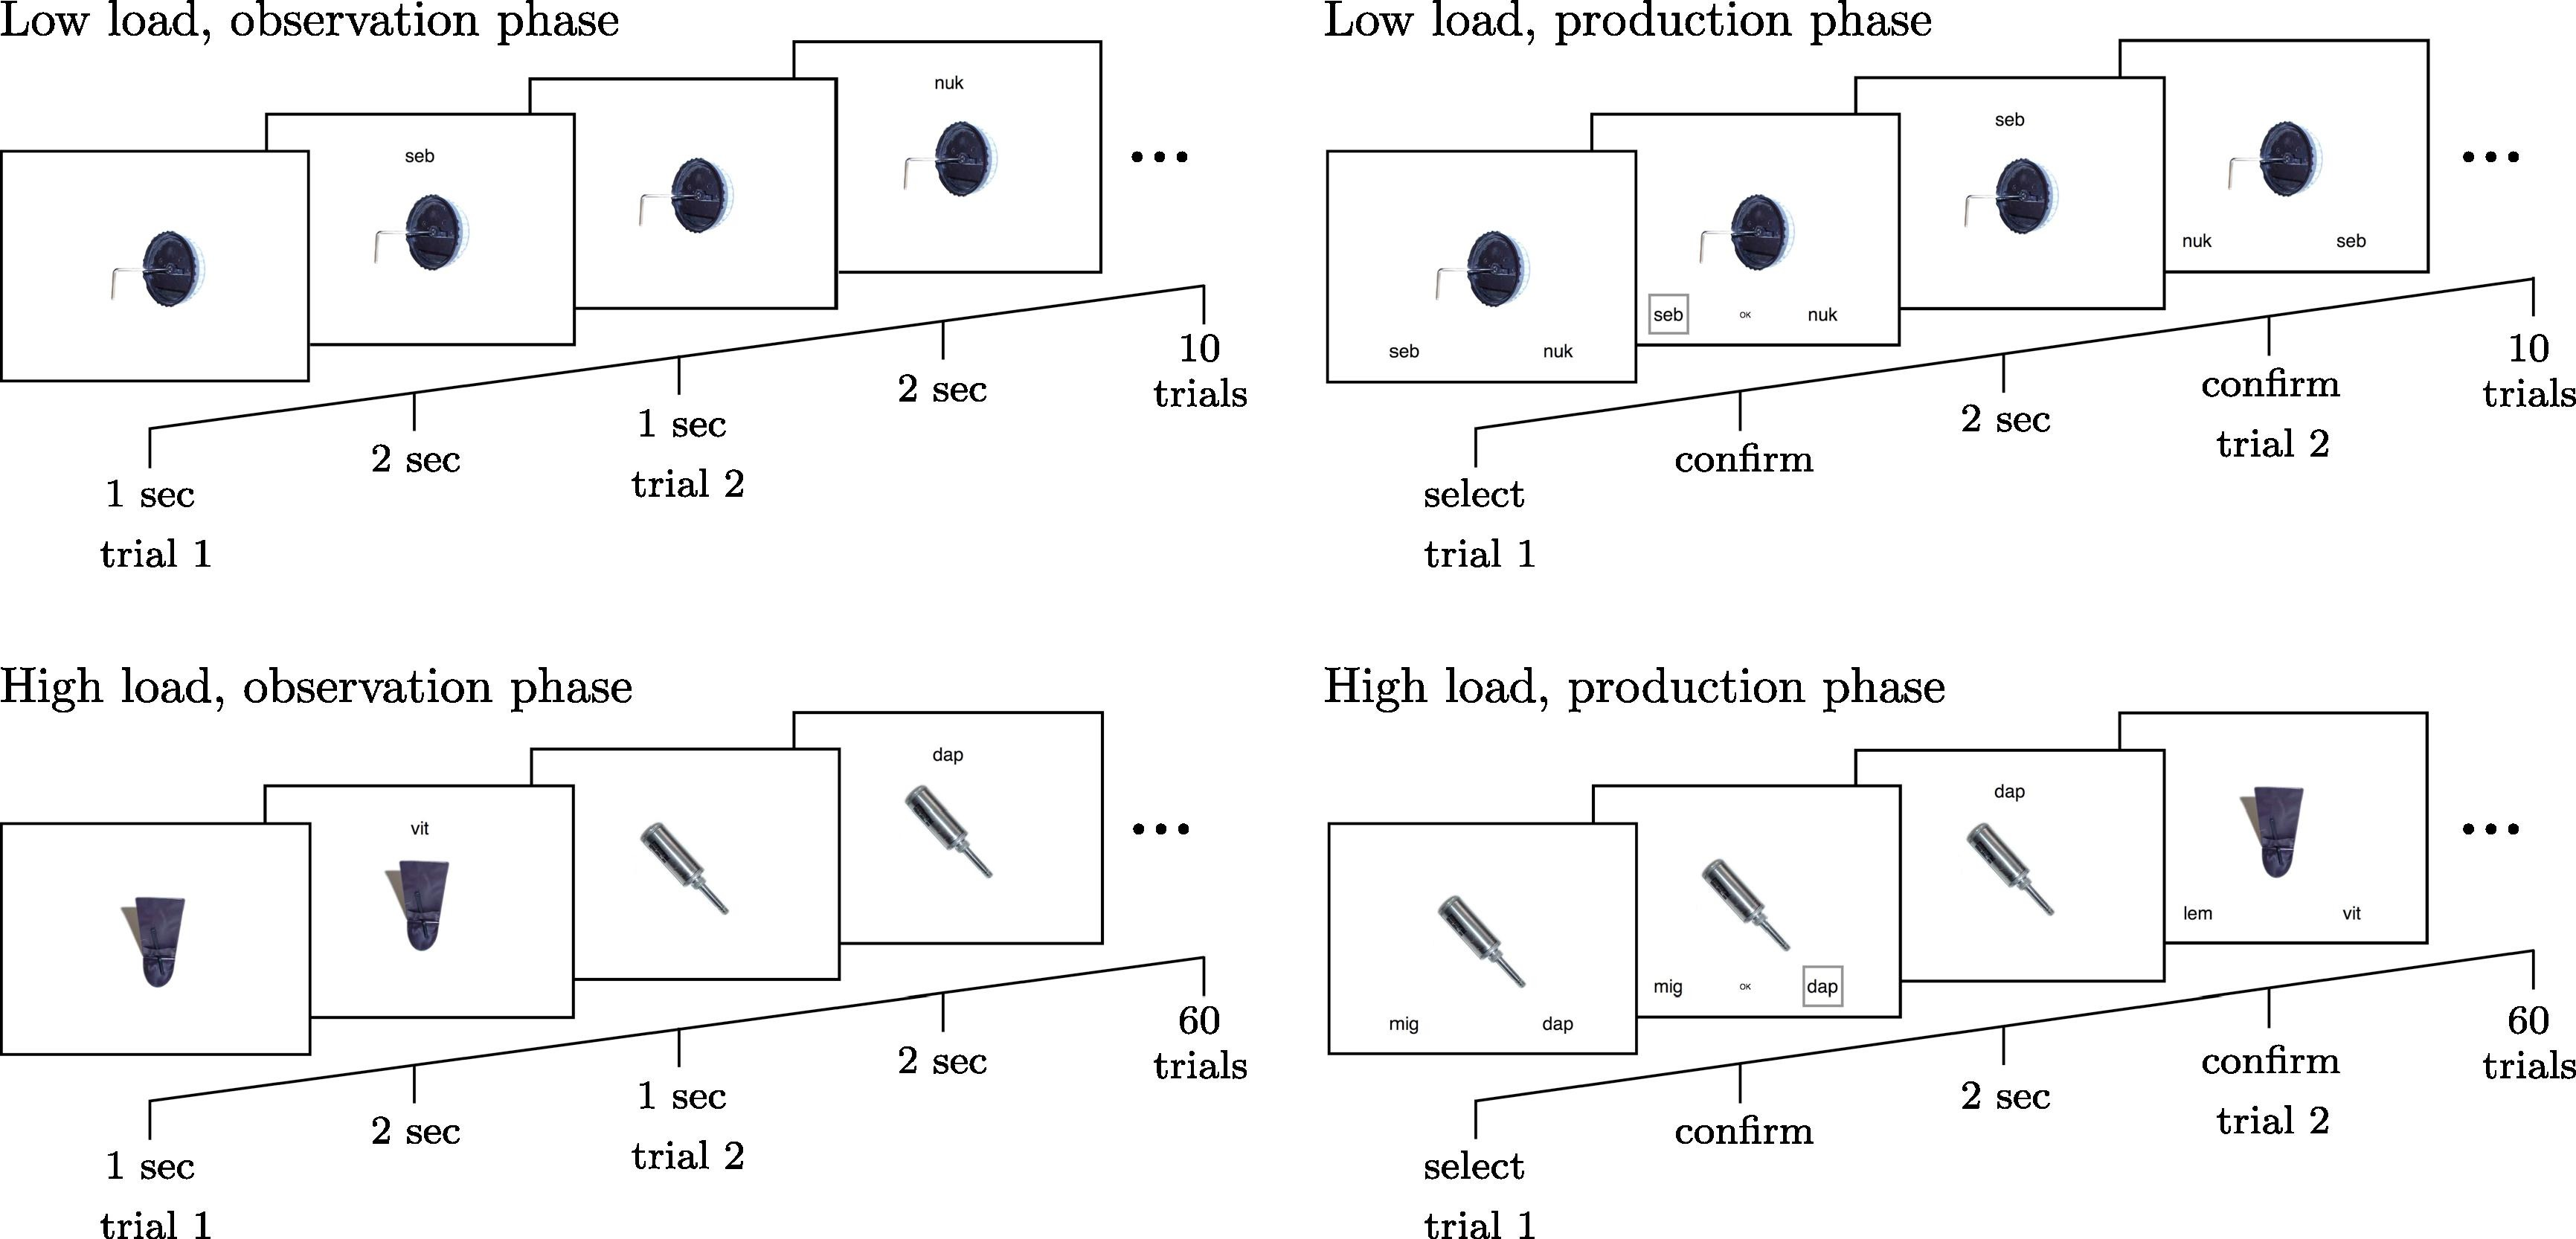 Low load, observation phase
seb
nuk
1 sec
trial 1
2 sec
1 sec
trial 2
2 sec
10
trials
Low load, production phase
seb
nuk
seb
OK
nuk
seb
nuk
seb
select
trial 1
confirm
2 sec
confirm
trial 2
10
trials
High load, observation phase
vit
dap
1 sec
trial 1
2 sec
1 sec
trial 2
2 sec
60
trials
High load, production phase
mig
dap
mig
OK
dap
dap
lem
vit
select
trial 1
confirm
2 sec
confirm
trial 2
60
trials